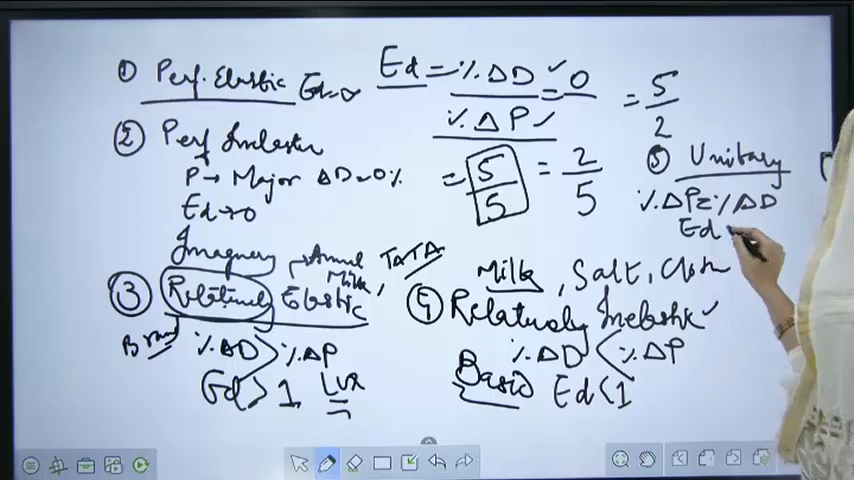 ① Perf. Elastic Ed=∞
Ed = %ΔD = 0
%ΔP
= 5/2
② Perf Inelastic
P → Major ΔD=0%
Ed→0
Imaginary
= 5/5 = 2/5
⑤ Unitary
%ΔP=%ΔD
Ed
③ Relatively Elastic
Amul Milk, TATA
Brand %ΔD > %ΔP
Ed > 1 Lux
Milk, Salt, Cloth
④ Relatively Inelastic
%ΔD < %ΔP
Basic Ed<1